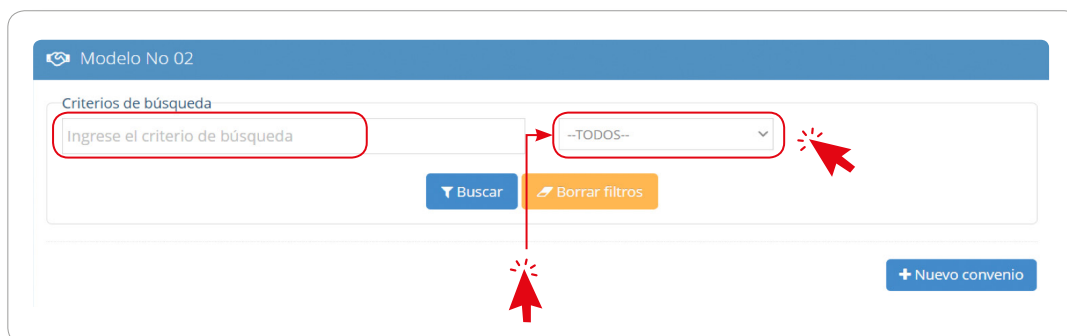 Modelo No 02
Criterios de búsqueda
Ingrese el criterio de búsqueda
--TODOS--
Buscar
Borrar filtros
Nuevo convenio